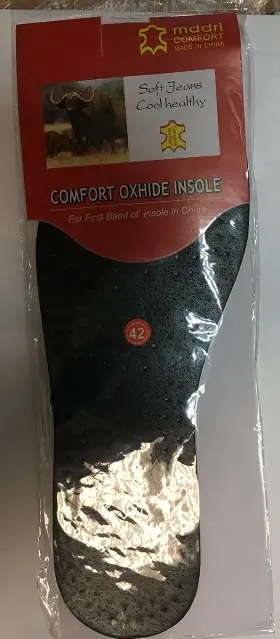 mddri
COMFORT
MADE IN CHINA
Soft Jeans
Cool healthy
COMFORT OXHIDE INSOLE
For First Band of insole In China
42